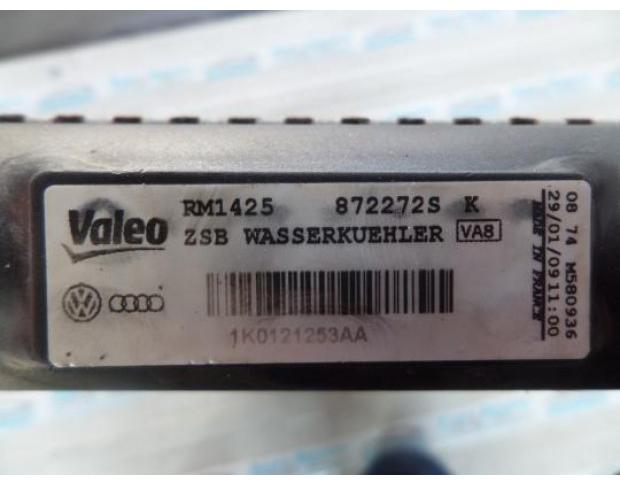 Valeo
RM1425 872272S K
ZSB WASSERKUEHLER VA8
1K0121253AA
08 74 M580936
29/01/09 11:00
MADE IN FRANCE